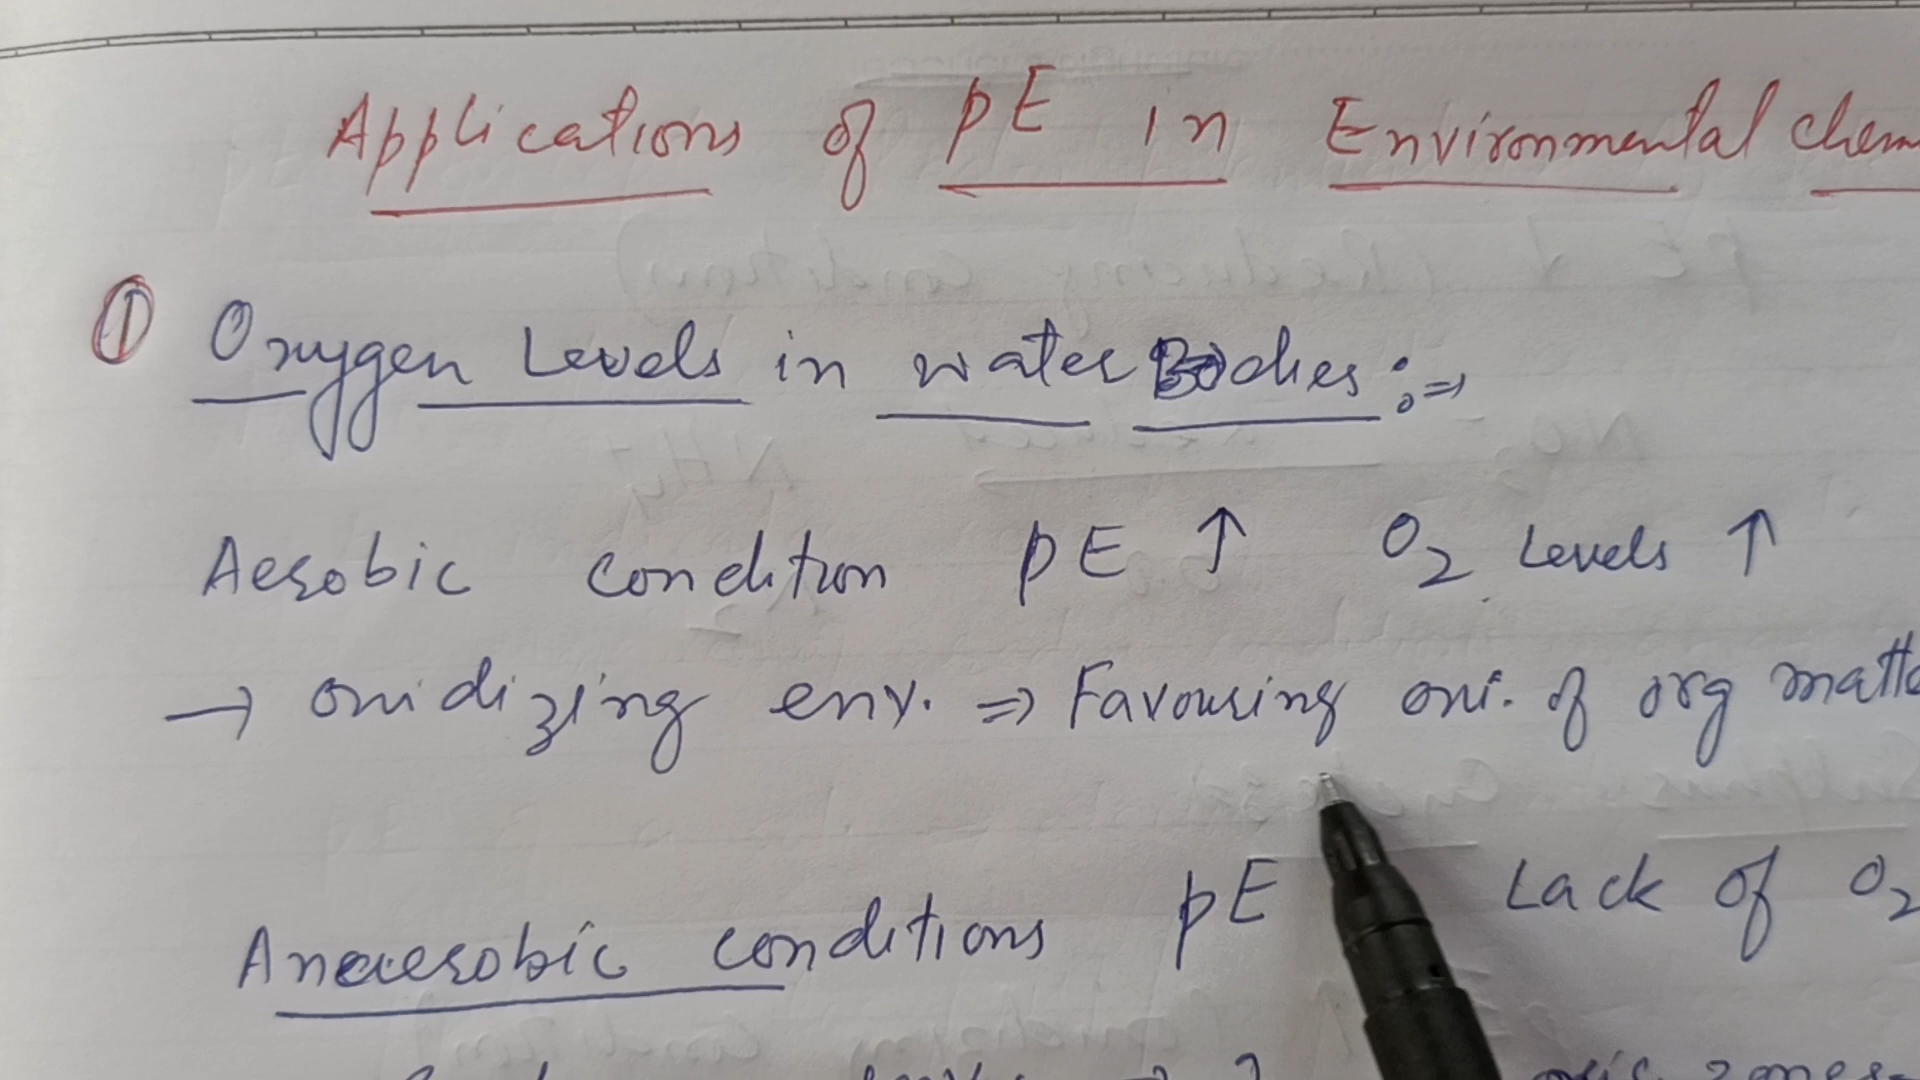 Applications of pE in Environmental chem
① Oxygen Levels in water Bodies :⇒
Aerobic condition pE ↑ O₂ Levels ↑
→ oxidizing env. ⇒ Favouring oxi. of org matte
Anaerobic conditions pE Lack of O₂